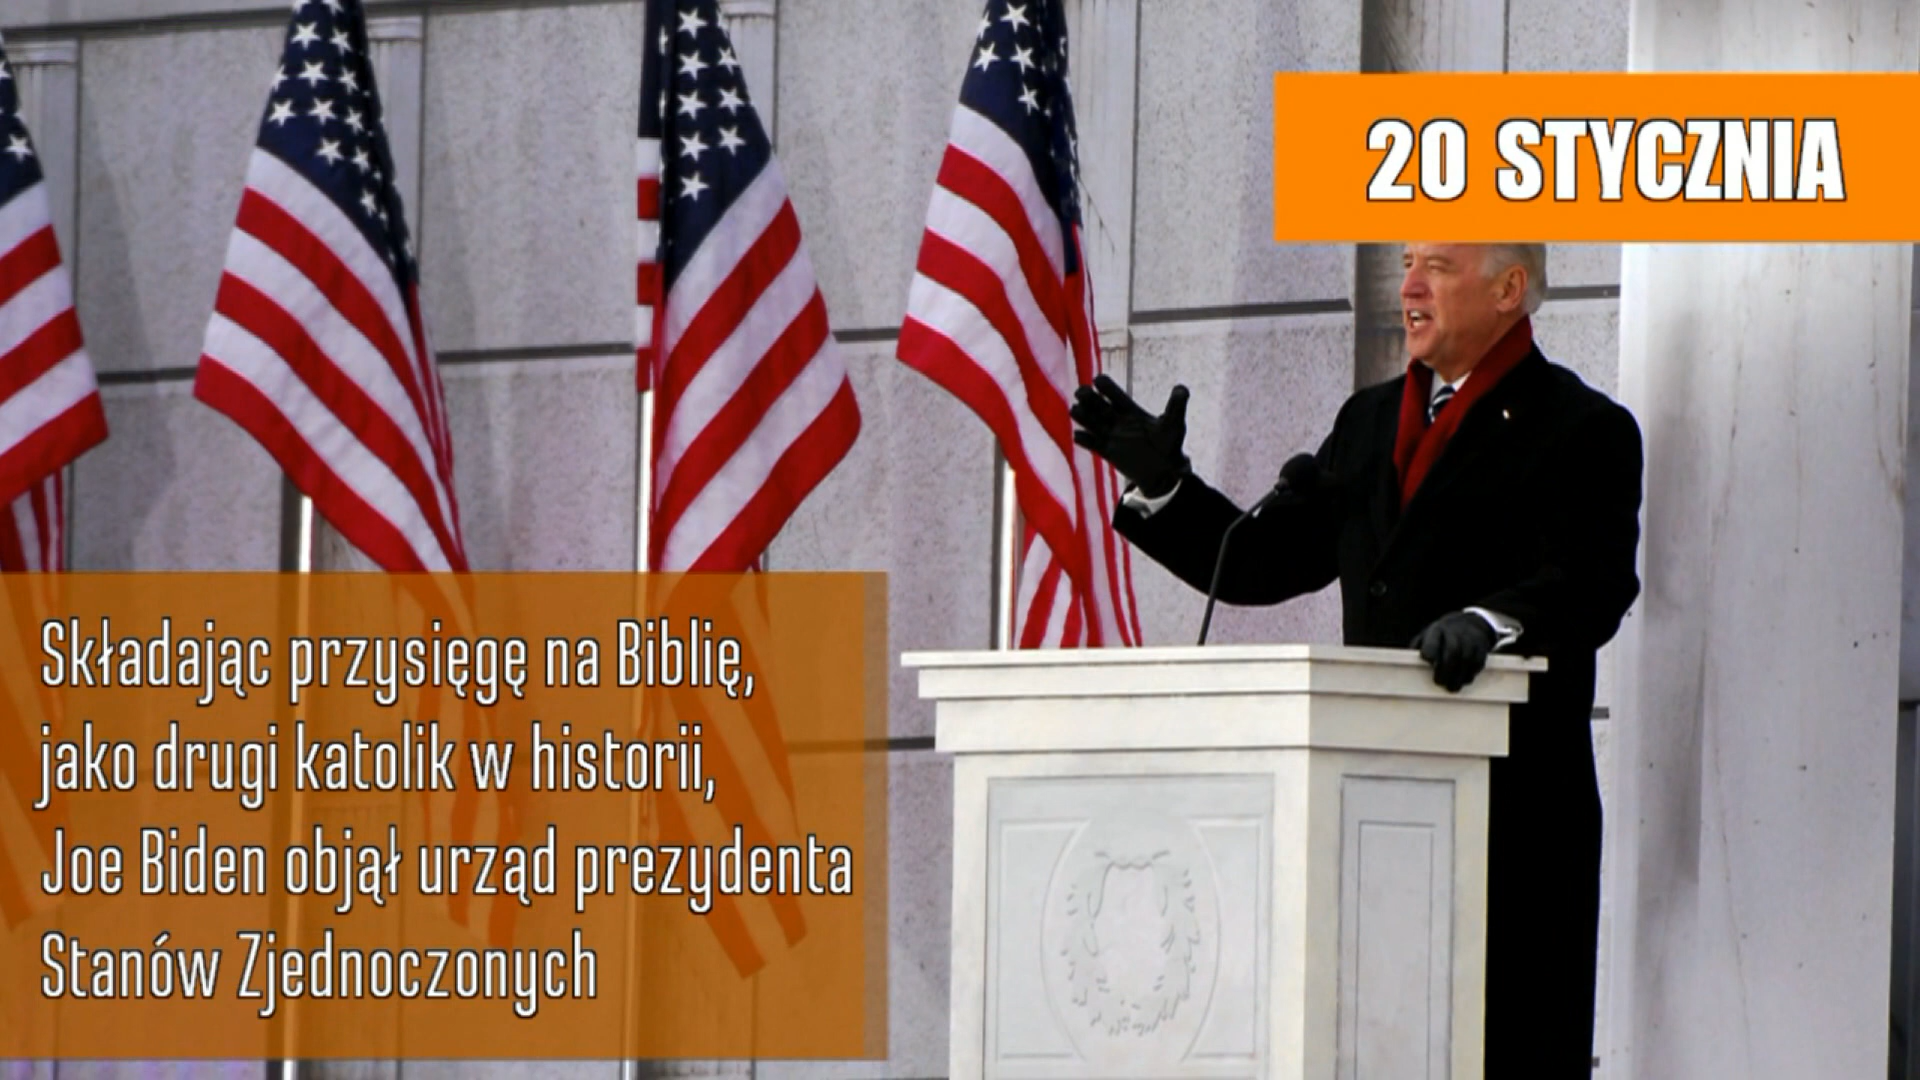 20 STYCZNIA
Składając przysięgę na Biblię,
jako drugi katolik w historii,
Joe Biden objął urząd prezydenta
Stanów Zjednoczonych